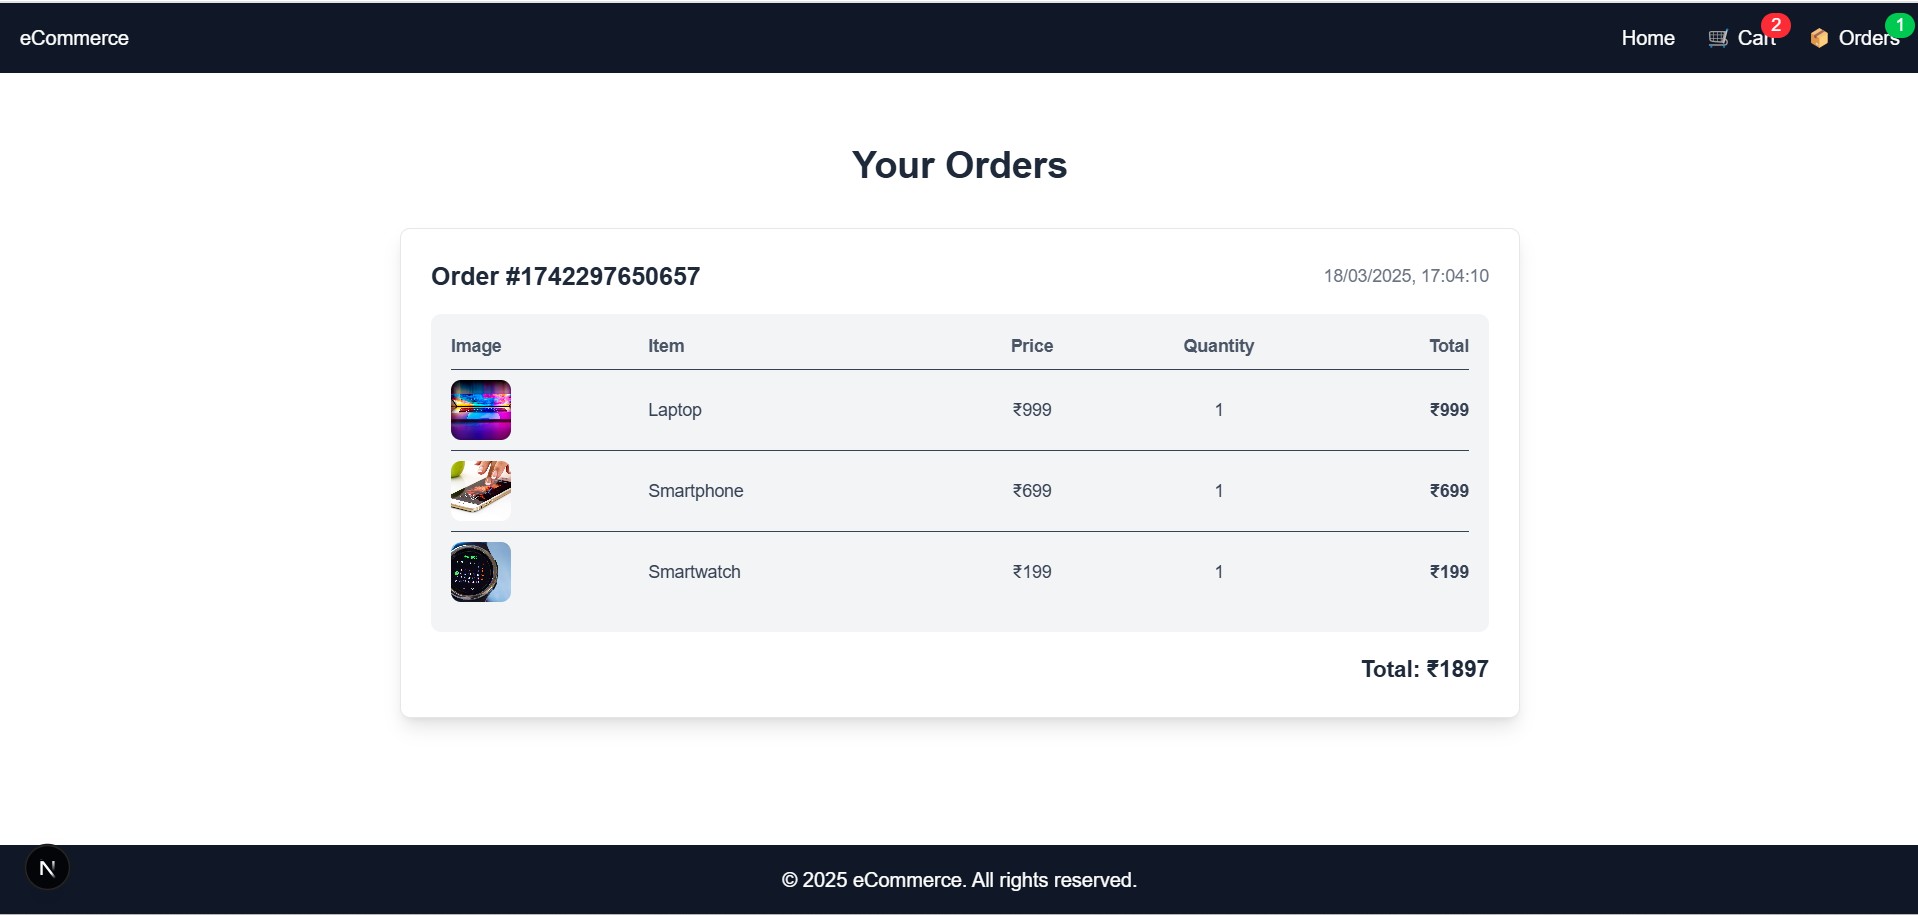 eCommerce Home 🛒 Cart 2 📦 Orders 1
Your Orders
Order #1742297650657 18/03/2025, 17:04:10
Image Item Price Quantity Total
Laptop ₹999 1 ₹999
Smartphone ₹699 1 ₹699
Smartwatch ₹199 1 ₹199
Total: ₹1897
N
© 2025 eCommerce. All rights reserved.